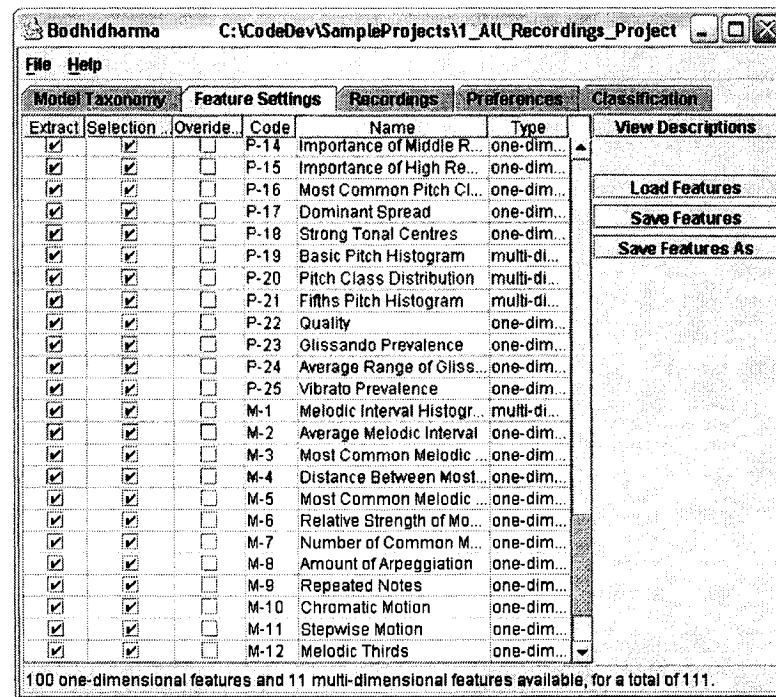 Bodhidharma C:\CodeDev\SampleProjects\1_All_Recordings_Project
File Help
Model Taxonomy Feature Settings Recordings Preferences Classification
Extract Selection ... Overide... Code Name Type View Descriptions
P-14 Importance of Middle R... one-dim...
P-15 Importance of High Re... one-dim...
P-16 Most Common Pitch Cl... one-dim... Load Features
P-17 Dominant Spread one-dim... Save Features
P-18 Strong Tonal Centres one-dim... Save Features As
P-19 Basic Pitch Histogram multi-di...
P-20 Pitch Class Distribution multi-di...
P-21 Fifths Pitch Histogram multi-di...
P-22 Quality one-dim...
P-23 Glissando Prevalence one-dim...
P-24 Average Range of Gliss... one-dim...
P-25 Vibrato Prevalence one-dim...
M-1 Melodic Interval Histogr... multi-di...
M-2 Average Melodic Interval one-dim...
M-3 Most Common Melodic ... one-dim...
M-4 Distance Between Most... one-dim...
M-5 Most Common Melodic ... one-dim...
M-6 Relative Strength of Mo... one-dim...
M-7 Number of Common M... one-dim...
M-8 Amount of Arpeggiation one-dim...
M-9 Repeated Notes one-dim...
M-10 Chromatic Motion one-dim...
M-11 Stepwise Motion one-dim...
M-12 Melodic Thirds one-dim...
100 one-dimensional features and 11 multi-dimensional features available, for a total of 111.